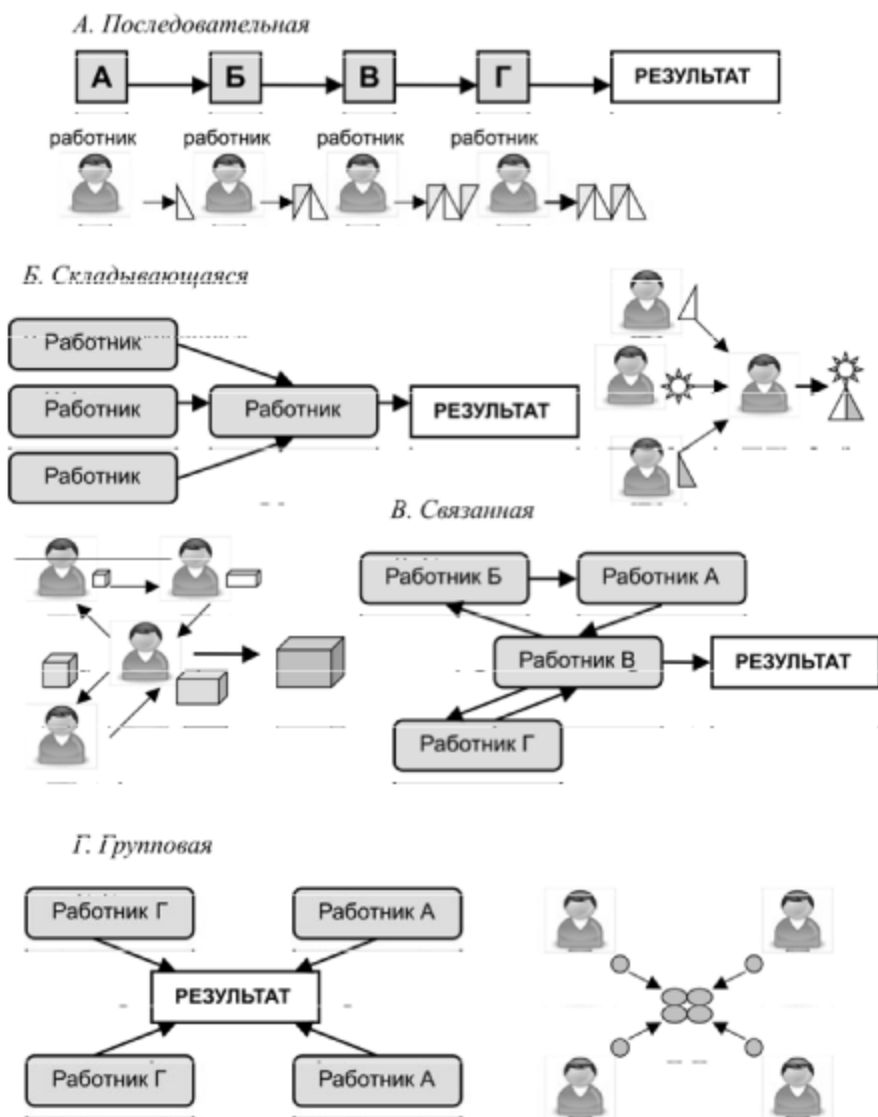 А. Последовательная
А Б В Г РЕЗУЛЬТАТ
работник работник работник работник
Б. Складывающаяся
Работник
Работник Работник РЕЗУЛЬТАТ
Работник
В. Связанная
Работник Б Работник А
Работник В РЕЗУЛЬТАТ
Работник Г
Г. Групповая
Работник Г Работник А
РЕЗУЛЬТАТ
Работник Г Работник А